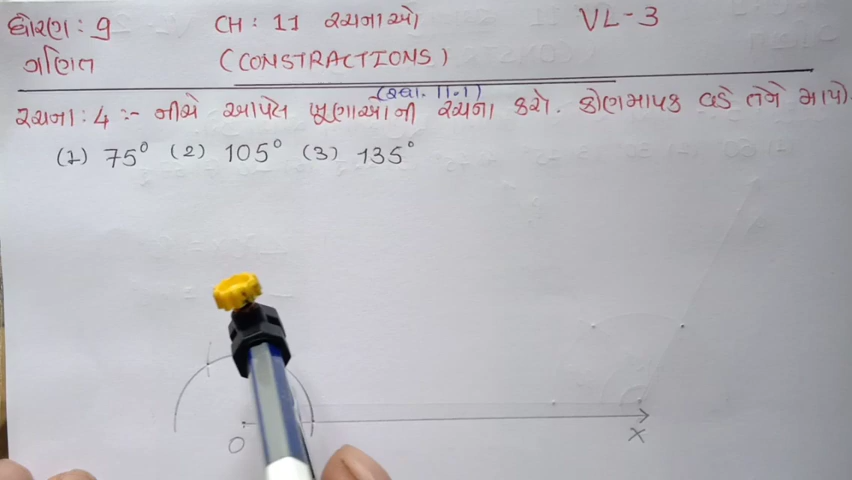 ધોરણ : 9 CH : 11 રચનાઓ VL - 3
ગણિત (CONSTRACTIONS)
(સ્વા. 11.1)
રચના : 4 :- નીચે આપેલ ખૂણાઓની રચના કરો. કોણમાપક વડે તેને માપો.
(1) 75° (2) 105° (3) 135°
O X